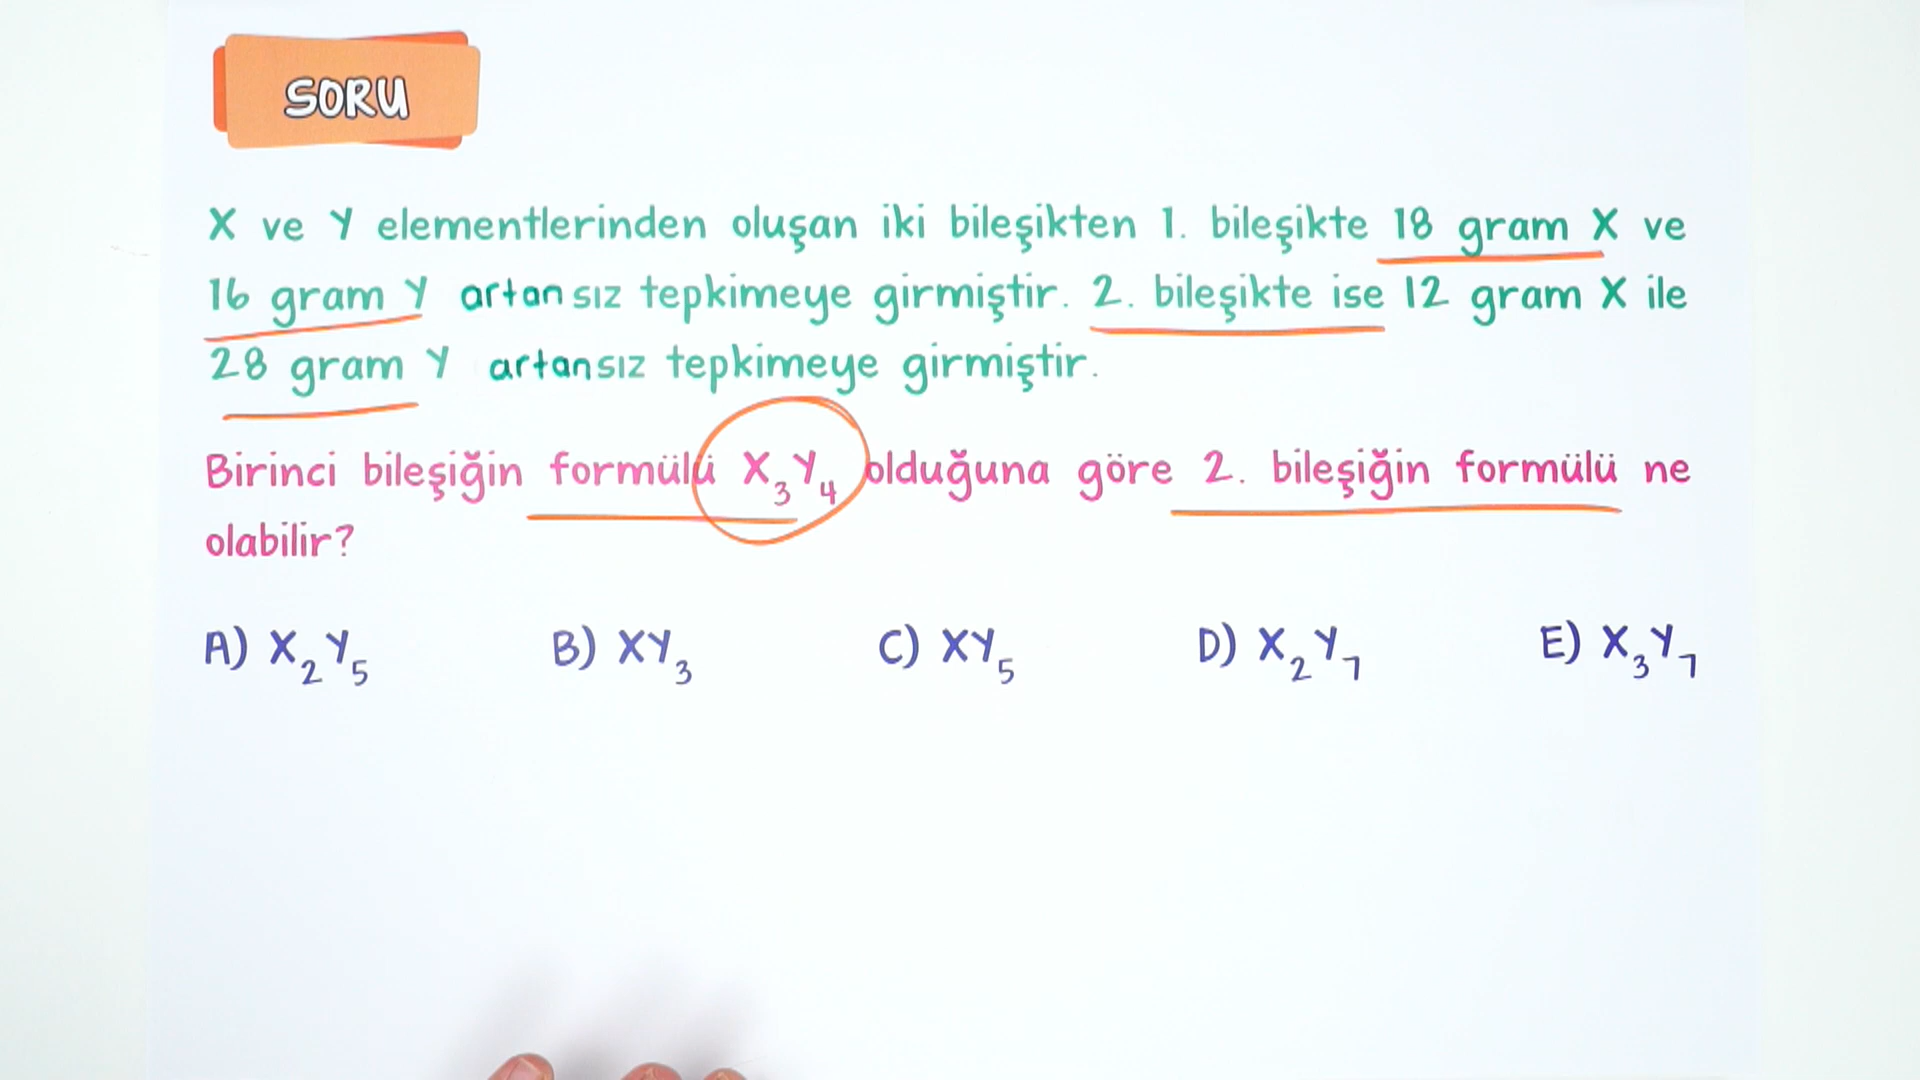 SORU
X ve Y elementlerinden oluşan iki bileşikten 1. bileşikte 18 gram X ve
16 gram Y artansız tepkimeye girmiştir. 2. bileşikte ise 12 gram X ile
28 gram Y artansız tepkimeye girmiştir.
Birinci bileşiğin formülü X₃Y₄ olduğuna göre 2. bileşiğin formülü ne
olabilir?
A) X₂Y₅ B) XY₃ C) XY₅ D) X₂Y₇ E) X₃Y₇